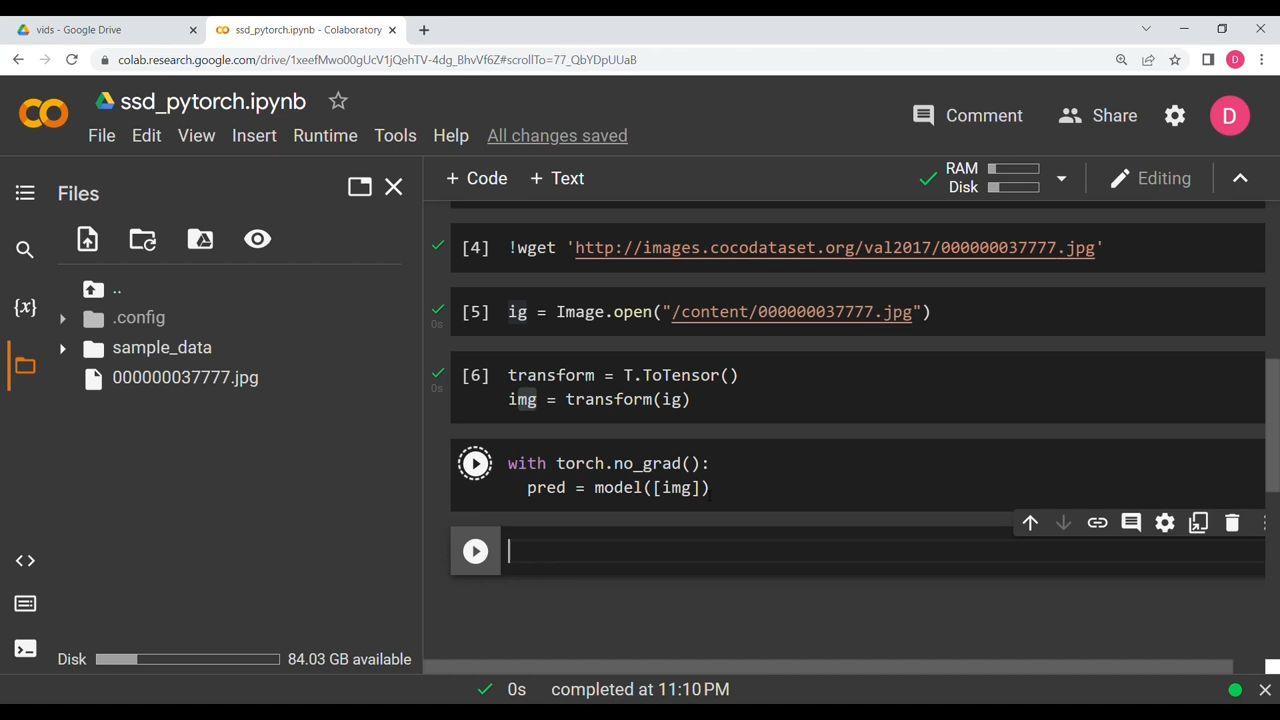 vids - Google Drive
ssd_pytorch.ipynb - Colaboratory
colab.research.google.com/drive/1xeefMwo00gUcV1jQehTV-4dg_BhvVf6Z#scrollTo=77_QbYDpUUaB
D
ssd_pytorch.ipynb
Comment
Share
D
File Edit View Insert Runtime Tools Help All changes saved
Files
+ Code + Text
RAM
Disk
Editing
..
{x}
.config
sample_data
000000037777.jpg
[4] !wget 'http://images.cocodataset.org/val2017/000000037777.jpg'
[5] ig = Image.open("/content/000000037777.jpg")
0s
[6] transform = T.ToTensor()
0s
img = transform(ig)
with torch.no_grad():
pred = model([img])
Disk 84.03 GB available
0s completed at 11:10 PM